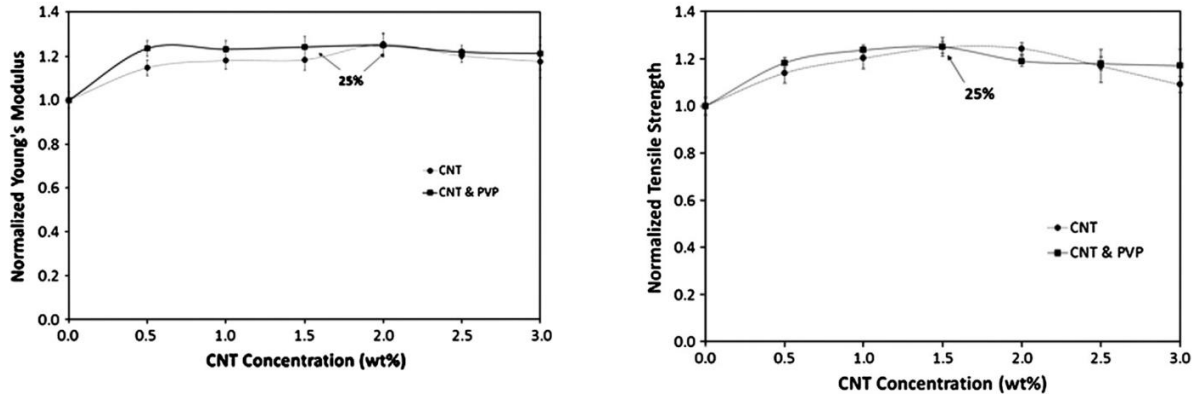 1.4
1.2
1.0
0.8
0.6
0.4
0.2
0.0
Normalized Young's Modulus
25%
CNT
CNT & PVP
0.0 0.5 1.0 1.5 2.0 2.5 3.0
CNT Concentration (wt%)
1.4
1.2
1.0
0.8
0.6
0.4
0.2
0.0
Normalized Tensile Strength
25%
CNT
CNT & PVP
0.0 0.5 1.0 1.5 2.0 2.5 3.0
CNT Concentration (wt%)